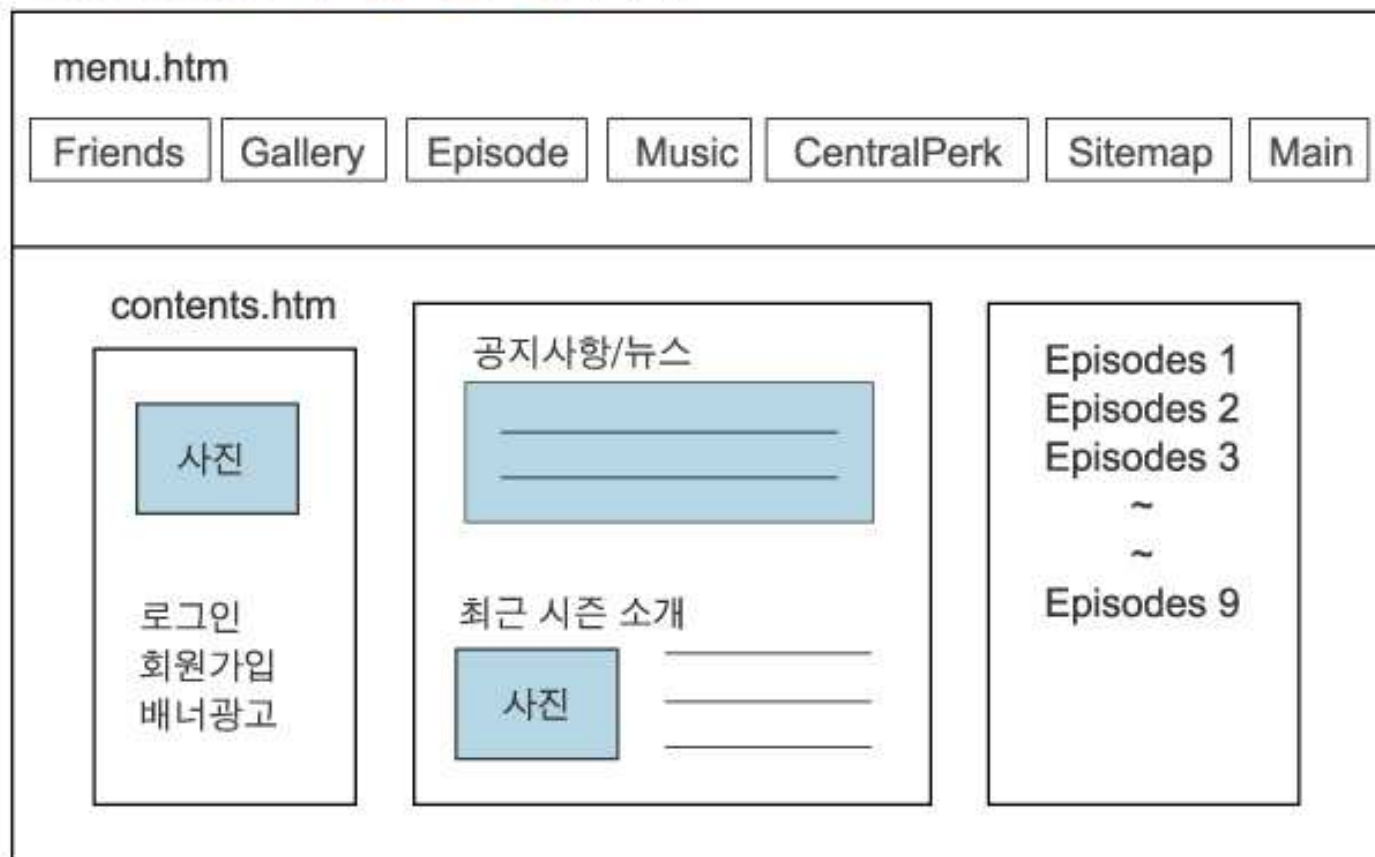 menu.htm
Friends Gallery Episode Music CentralPerk Sitemap Main
contents.htm
사진
로그인
회원가입
배너광고
공지사항/뉴스
최근 시즌 소개
사진
Episodes 1
Episodes 2
Episodes 3
~
~
Episodes 9